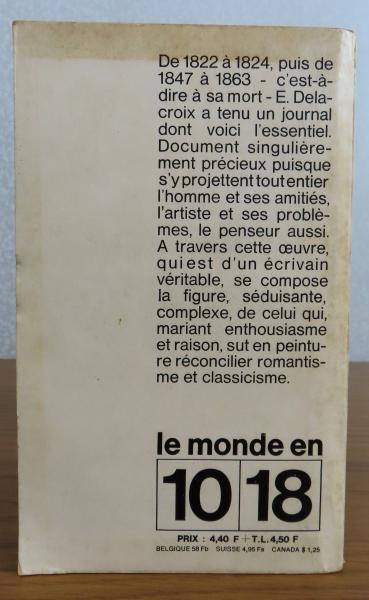 De 1822 à 1824, puis de
1847 à 1863 - c'est-à-
dire à sa mort - E. Dela-
croix a tenu un journal
dont voici l'essentiel.
Document singulière-
ment précieux puisque
s'y projettent tout entier
l'homme et ses amitiés,
l'artiste et ses problè-
mes, le penseur aussi.
A travers cette œuvre,
qui est d'un écrivain
véritable, se compose
la figure, séduisante,
complexe, de celui qui,
mariant enthousiasme
et raison, sut en peintu-
re réconcilier romantis-
me et classicisme.
le monde en
10 18
PRIX : 4,40 F + T.L. 4,50 F
BELGIQUE 58 Fb SUISSE 4,95 Fs CANADA $ 1,25